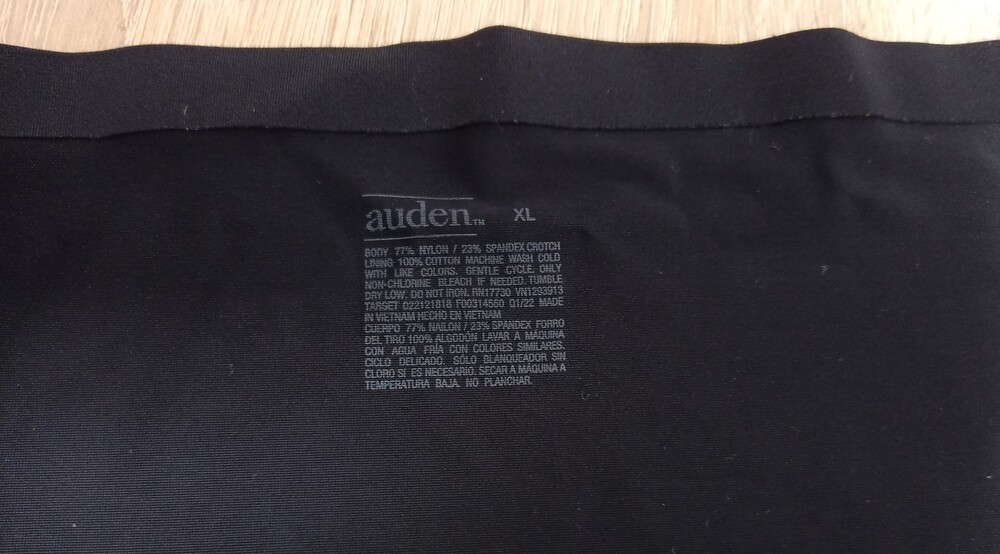 auden™ XL
BODY 77% NYLON / 23% SPANDEX CROTCH
LINING 100% COTTON MACHINE WASH COLD
WITH LIKE COLORS. GENTLE CYCLE. ONLY
NON-CHLORINE BLEACH IF NEEDED. TUMBLE
DRY LOW. DO NOT IRON. RN17730 VN1293913
TARGET 022121818 F00314560 Q1/22 MADE
IN VIETNAM HECHO EN VIETNAM
CUERPO 77% NAILON / 23% SPANDEX FORRO
DEL TIRO 100% ALGODÓN LAVAR A MÁQUINA
CON AGUA FRÍA CON COLORES SIMILARES.
CICLO DELICADO. SÓLO BLANQUEADOR SIN
CLORO SI ES NECESARIO. SECAR A MÁQUINA A
TEMPERATURA BAJA. NO PLANCHAR.